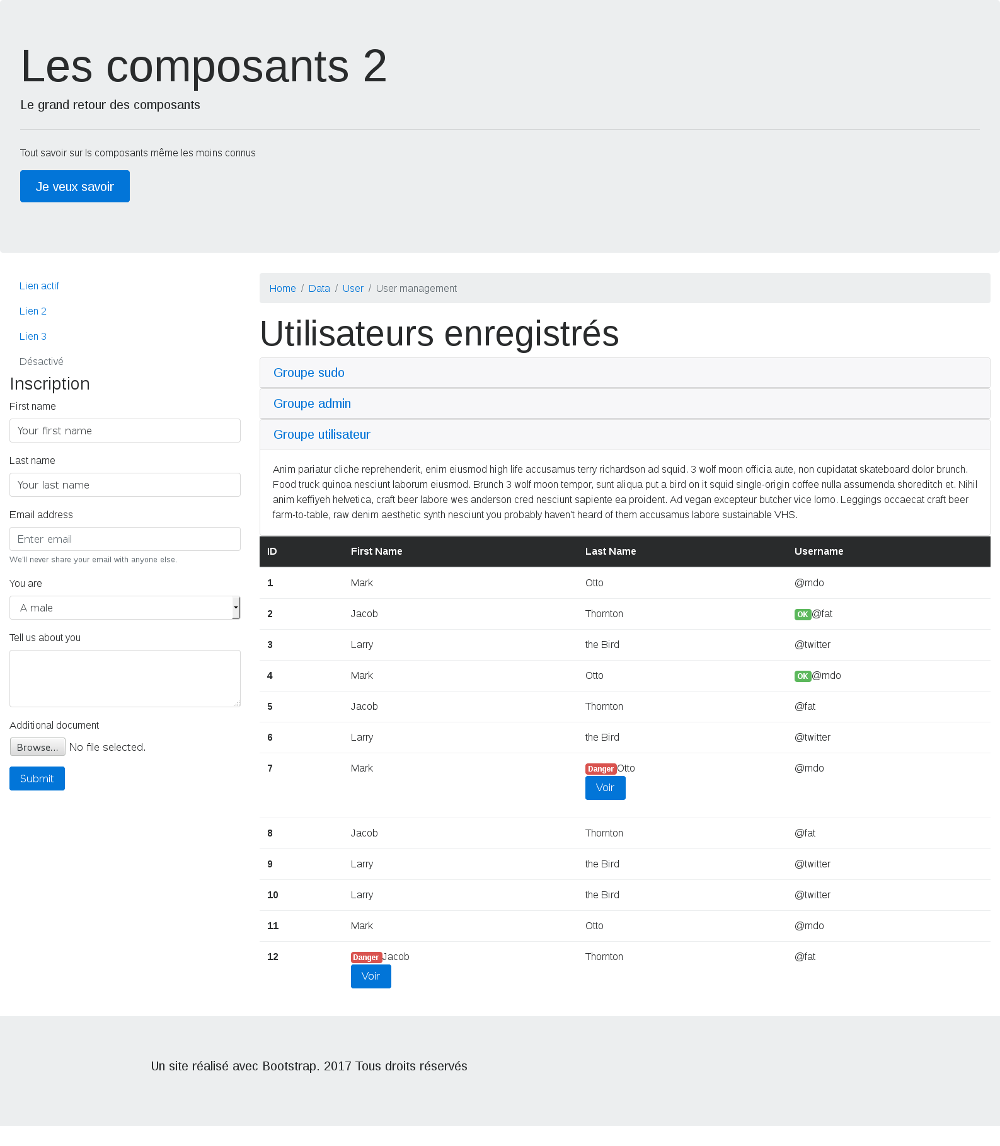 Les composants 2
Le grand retour des composants
Tout savoir sur ls composants même les moins connus
Je veux savoir
Lien actif
Lien 2
Lien 3
Désactivé
Inscription
First name
Your first name
Last name
Your last name
Email address
Enter email
We'll never share your email with anyone else.
You are
A male
Tell us about you
Additional document
Browse... No file selected.
Submit
Home / Data / User / User management
Utilisateurs enregistrés
Groupe sudo
Groupe admin
Groupe utilisateur
Anim pariatur cliche reprehenderit, enim eiusmod high life accusamus terry richardson ad squid. 3 wolf moon officia aute, non cupidatat skateboard dolor brunch.
Food truck quinoa nesciunt laborum eiusmod. Brunch 3 wolf moon tempor, sunt aliqua put a bird on it squid single-origin coffee nulla assumenda shoreditch et. Nihil
anim keffiyeh helvetica, craft beer labore wes anderson cred nesciunt sapiente ea proident. Ad vegan excepteur butcher vice lomo. Leggings occaecat craft beer
farm-to-table, raw denim aesthetic synth nesciunt you probably haven't heard of them accusamus labore sustainable VHS.
ID First Name Last Name Username
1 Mark Otto @mdo
2 Jacob Thornton OK @fat
3 Larry the Bird @twitter
4 Mark Otto OK @mdo
5 Jacob Thornton @fat
6 Larry the Bird @twitter
7 Mark Danger Otto @mdo
Voir
8 Jacob Thornton @fat
9 Larry the Bird @twitter
10 Larry the Bird @twitter
11 Mark Otto @mdo
12 Danger Jacob Thornton @fat
Voir
Un site réalisé avec Bootstrap. 2017 Tous droits réservés